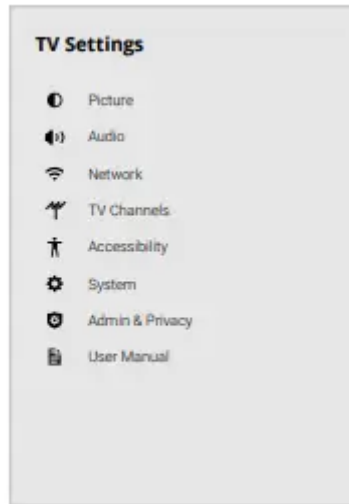 TV Settings
Picture
Audio
Network
TV Channels
Accessibility
System
Admin & Privacy
User Manual